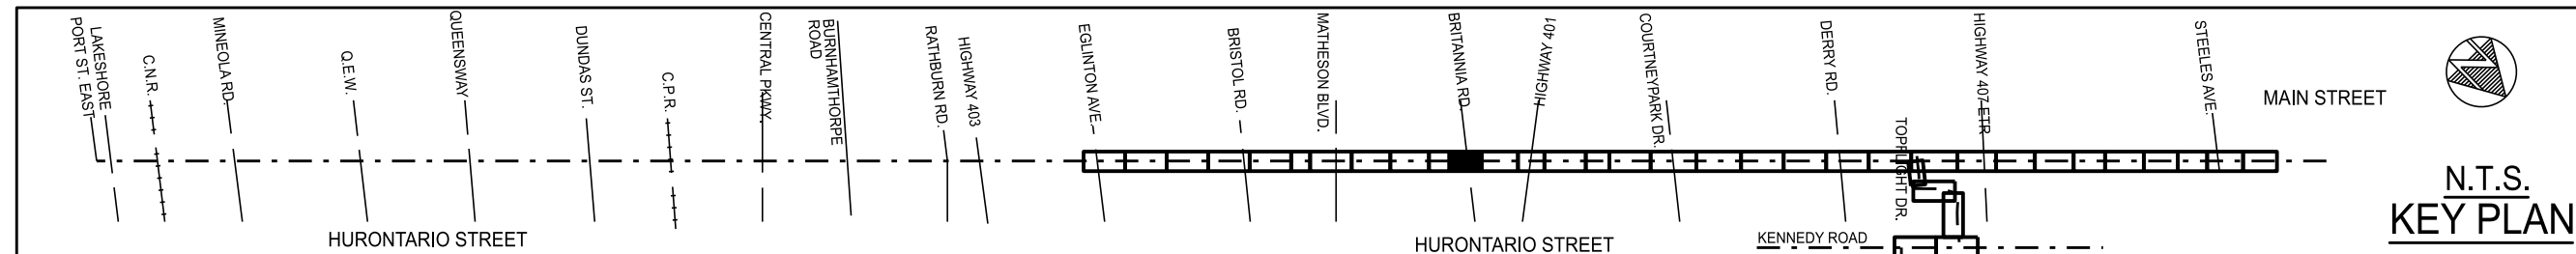 PORT ST. EAST
LAKESHORE
C.N.R.
MINEOLA RD.
Q.E.W.
QUEENSWAY
DUNDAS ST.
C.P.R.
CENTRAL PKWY.
BURNHAMTHORPE
ROAD
RATHBURN RD.
HIGHWAY 403
EGLINTON AVE.
BRISTOL RD.
MATHESON BLVD.
BRITANNIA RD.
HIGHWAY 401
COURTNEYPARK DR.
DERRY RD.
TOPFLIGHT DR.
HIGHWAY 407 ETR
STEELES AVE.
MAIN STREET
HURONTARIO STREET
HURONTARIO STREET
KENNEDY ROAD
N.T.S.
KEY PLAN